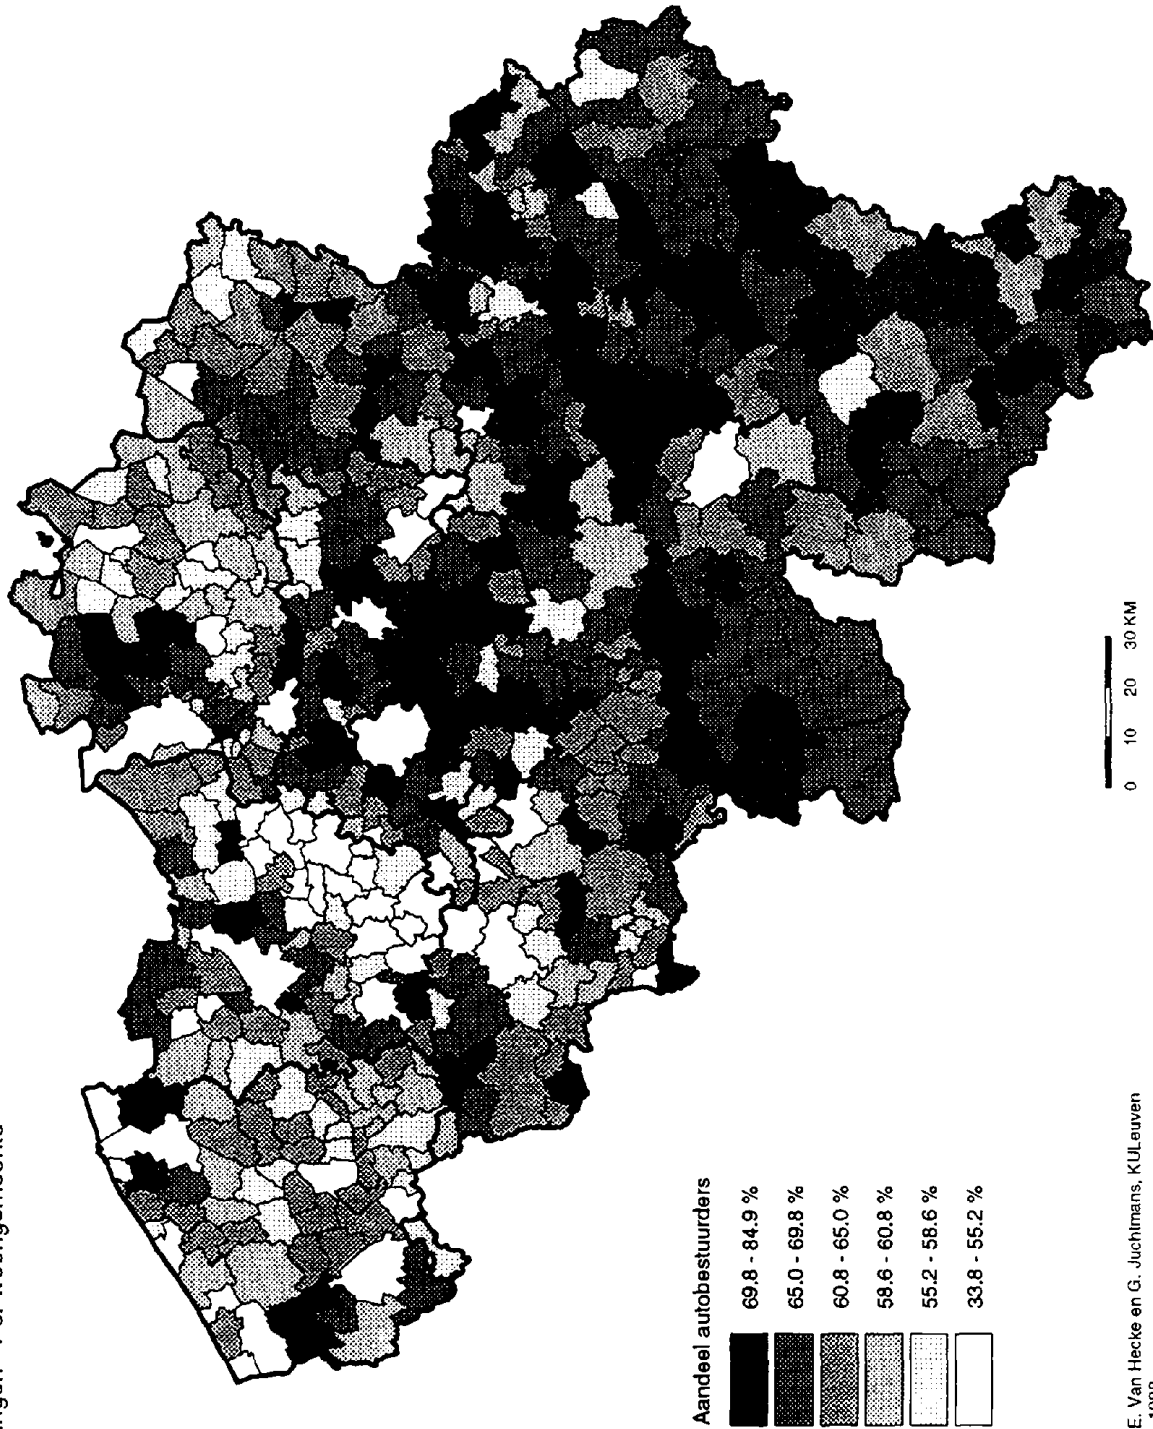 Aandeel autobestuurders
69.8 - 84.9 %
65.0 - 69.8 %
60.8 - 65.0 %
58.6 - 60.8 %
55.2 - 58.6 %
33.8 - 55.2 %
0 10 20 30 KM
E. Van Hecke en G. Juchtmans, KULeuven